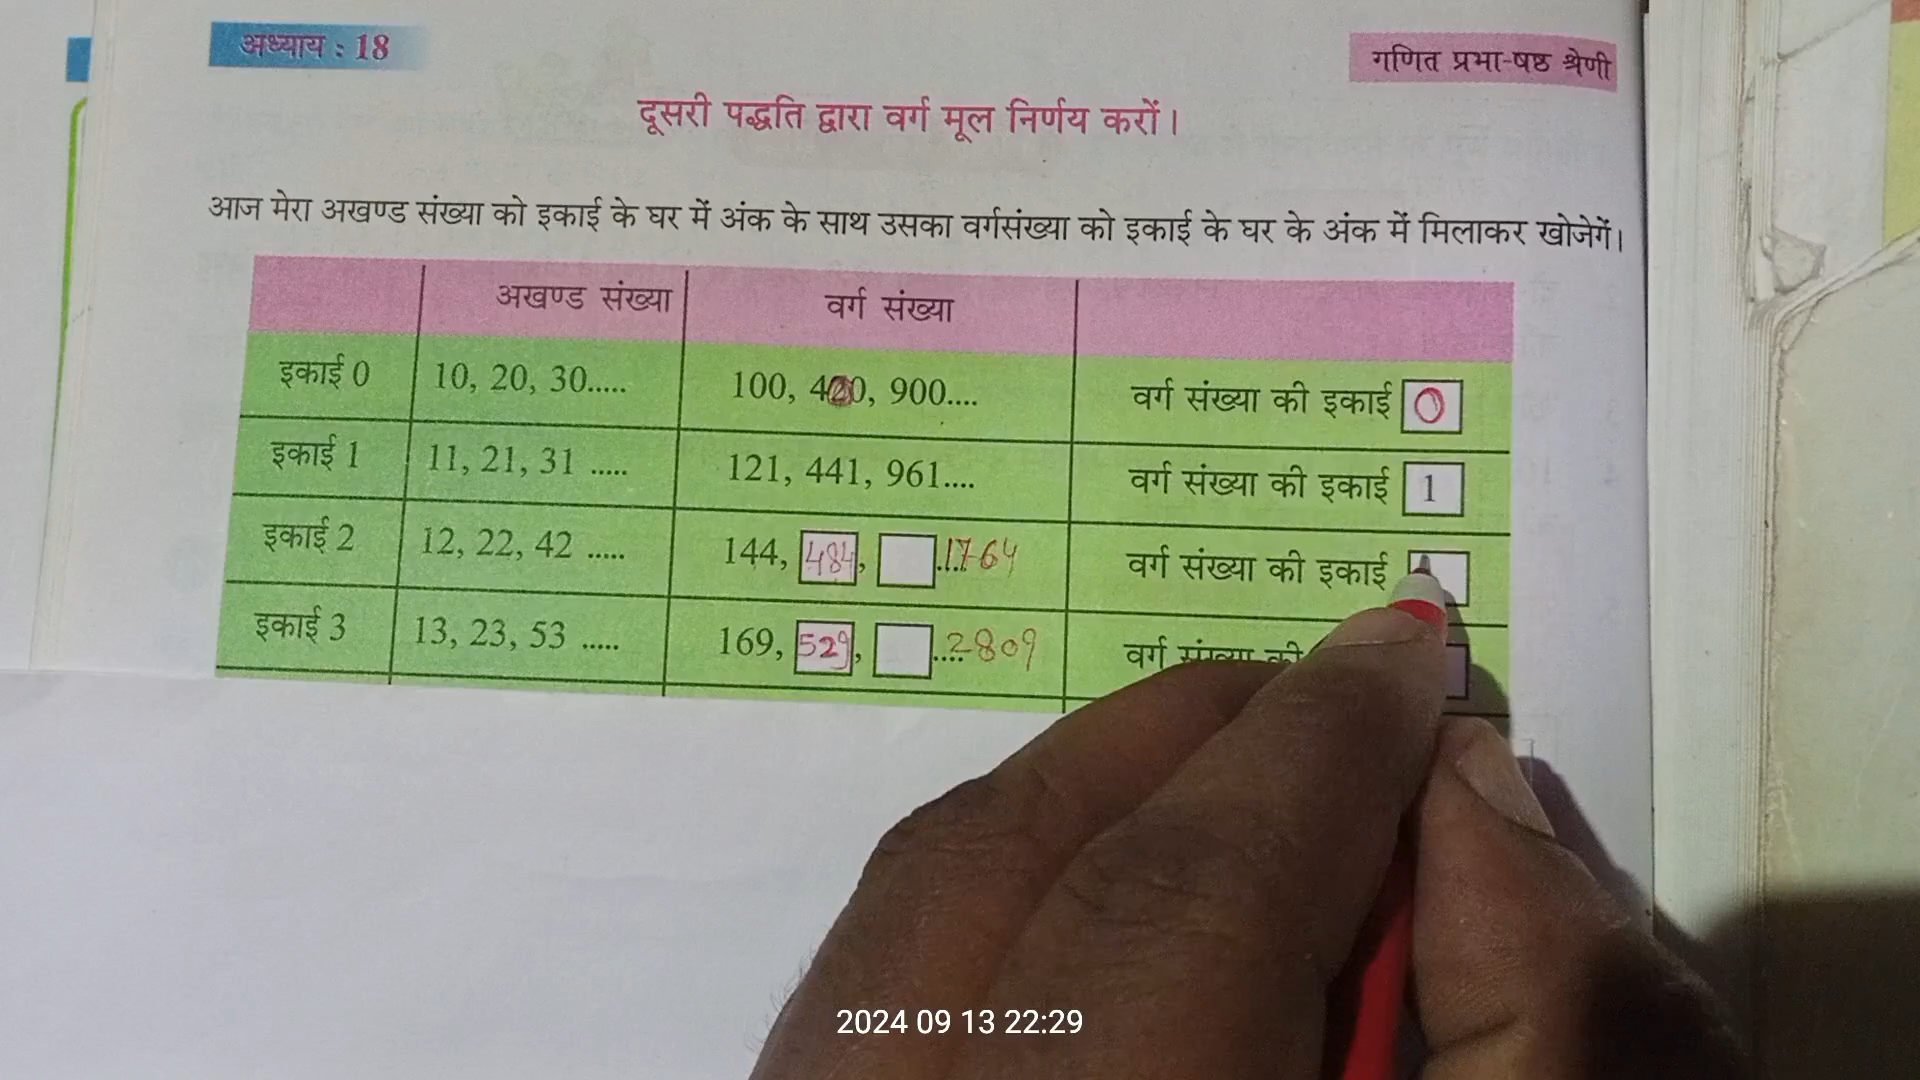 अध्याय : 18
गणित प्रभा-षष्ठ श्रेणी
दूसरी पद्धति द्वारा वर्ग मूल निर्णय करों।
आज मेरा अखण्ड संख्या को इकाई के घर में अंक के साथ उसका वर्गसंख्या को इकाई के घर के अंक में मिलाकर खोजेगें।
अखण्ड संख्या वर्ग संख्या
इकाई 0 10, 20, 30..... 100, 400, 900.... वर्ग संख्या की इकाई 0
इकाई 1 11, 21, 31 ..... 121, 441, 961.... वर्ग संख्या की इकाई 1
इकाई 2 12, 22, 42 ..... 144, 484, ....1764 वर्ग संख्या की इकाई
इकाई 3 13, 23, 53 ..... 169, 529, ....2809 वर्ग संख्या की
2024 09 13 22:29